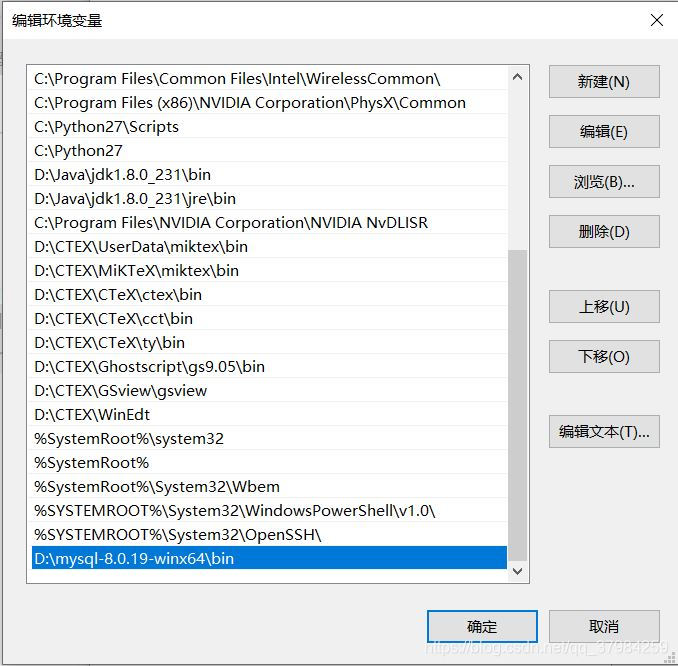 编辑环境变量
C:\Program Files\Common Files\Intel\WirelessCommon\
C:\Program Files (x86)\NVIDIA Corporation\PhysX\Common
C:\Python27\Scripts
C:\Python27
D:\Java\jdk1.8.0_231\bin
D:\Java\jdk1.8.0_231\jre\bin
C:\Program Files\NVIDIA Corporation\NVIDIA NvDLISR
D:\CTEX\UserData\miktex\bin
D:\CTEX\MiKTeX\miktex\bin
D:\CTEX\CTeX\ctex\bin
D:\CTEX\CTeX\cct\bin
D:\CTEX\CTeX\ty\bin
D:\CTEX\Ghostscript\gs9.05\bin
D:\CTEX\GSview\gsview
D:\CTEX\WinEdt
%SystemRoot%\system32
%SystemRoot%
%SystemRoot%\System32\Wbem
%SYSTEMROOT%\System32\WindowsPowerShell\v1.0\
%SYSTEMROOT%\System32\OpenSSH\
D:\mysql-8.0.19-winx64\bin
新建(N)
编辑(E)
浏览(B)...
删除(D)
上移(U)
下移(O)
编辑文本(T)...
确定
取消
https://blog.csdn.net/qq_37984259